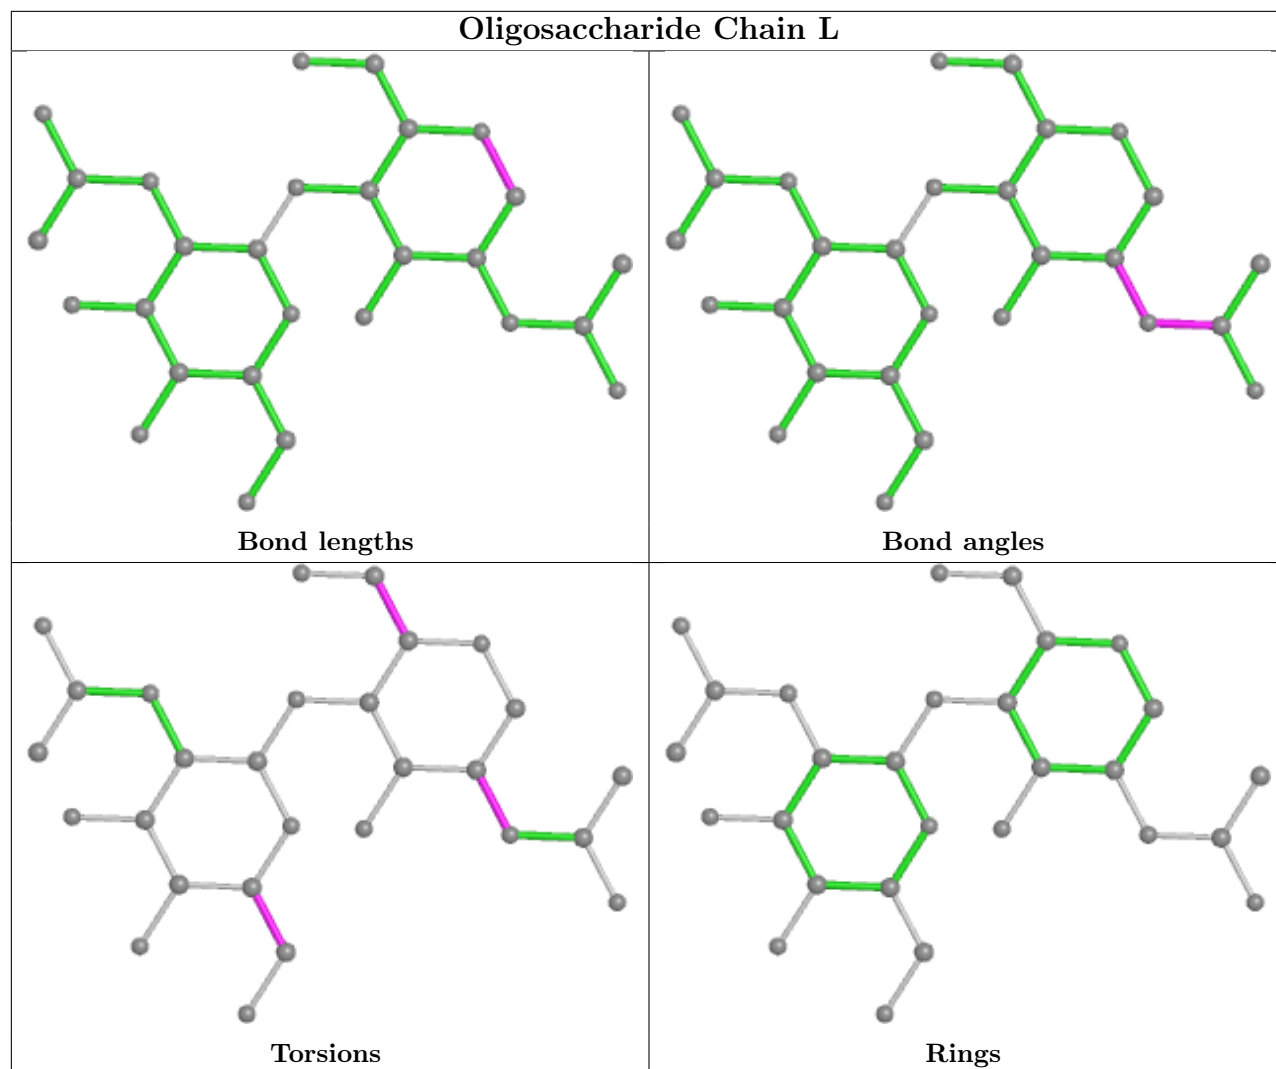 Oligosaccharide Chain L
Bond lengths
Bond angles
Torsions
Rings